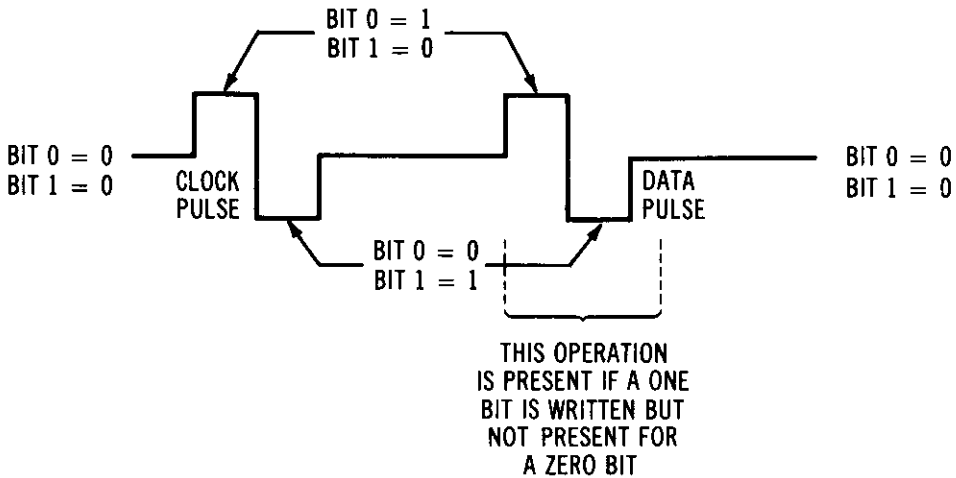 BIT 0 = 1
BIT 1 = 0
BIT 0 = 0
BIT 1 = 0
CLOCK
PULSE
DATA
PULSE
BIT 0 = 0
BIT 1 = 0
BIT 0 = 0
BIT 1 = 1
THIS OPERATION
IS PRESENT IF A ONE
BIT IS WRITTEN BUT
NOT PRESENT FOR
A ZERO BIT